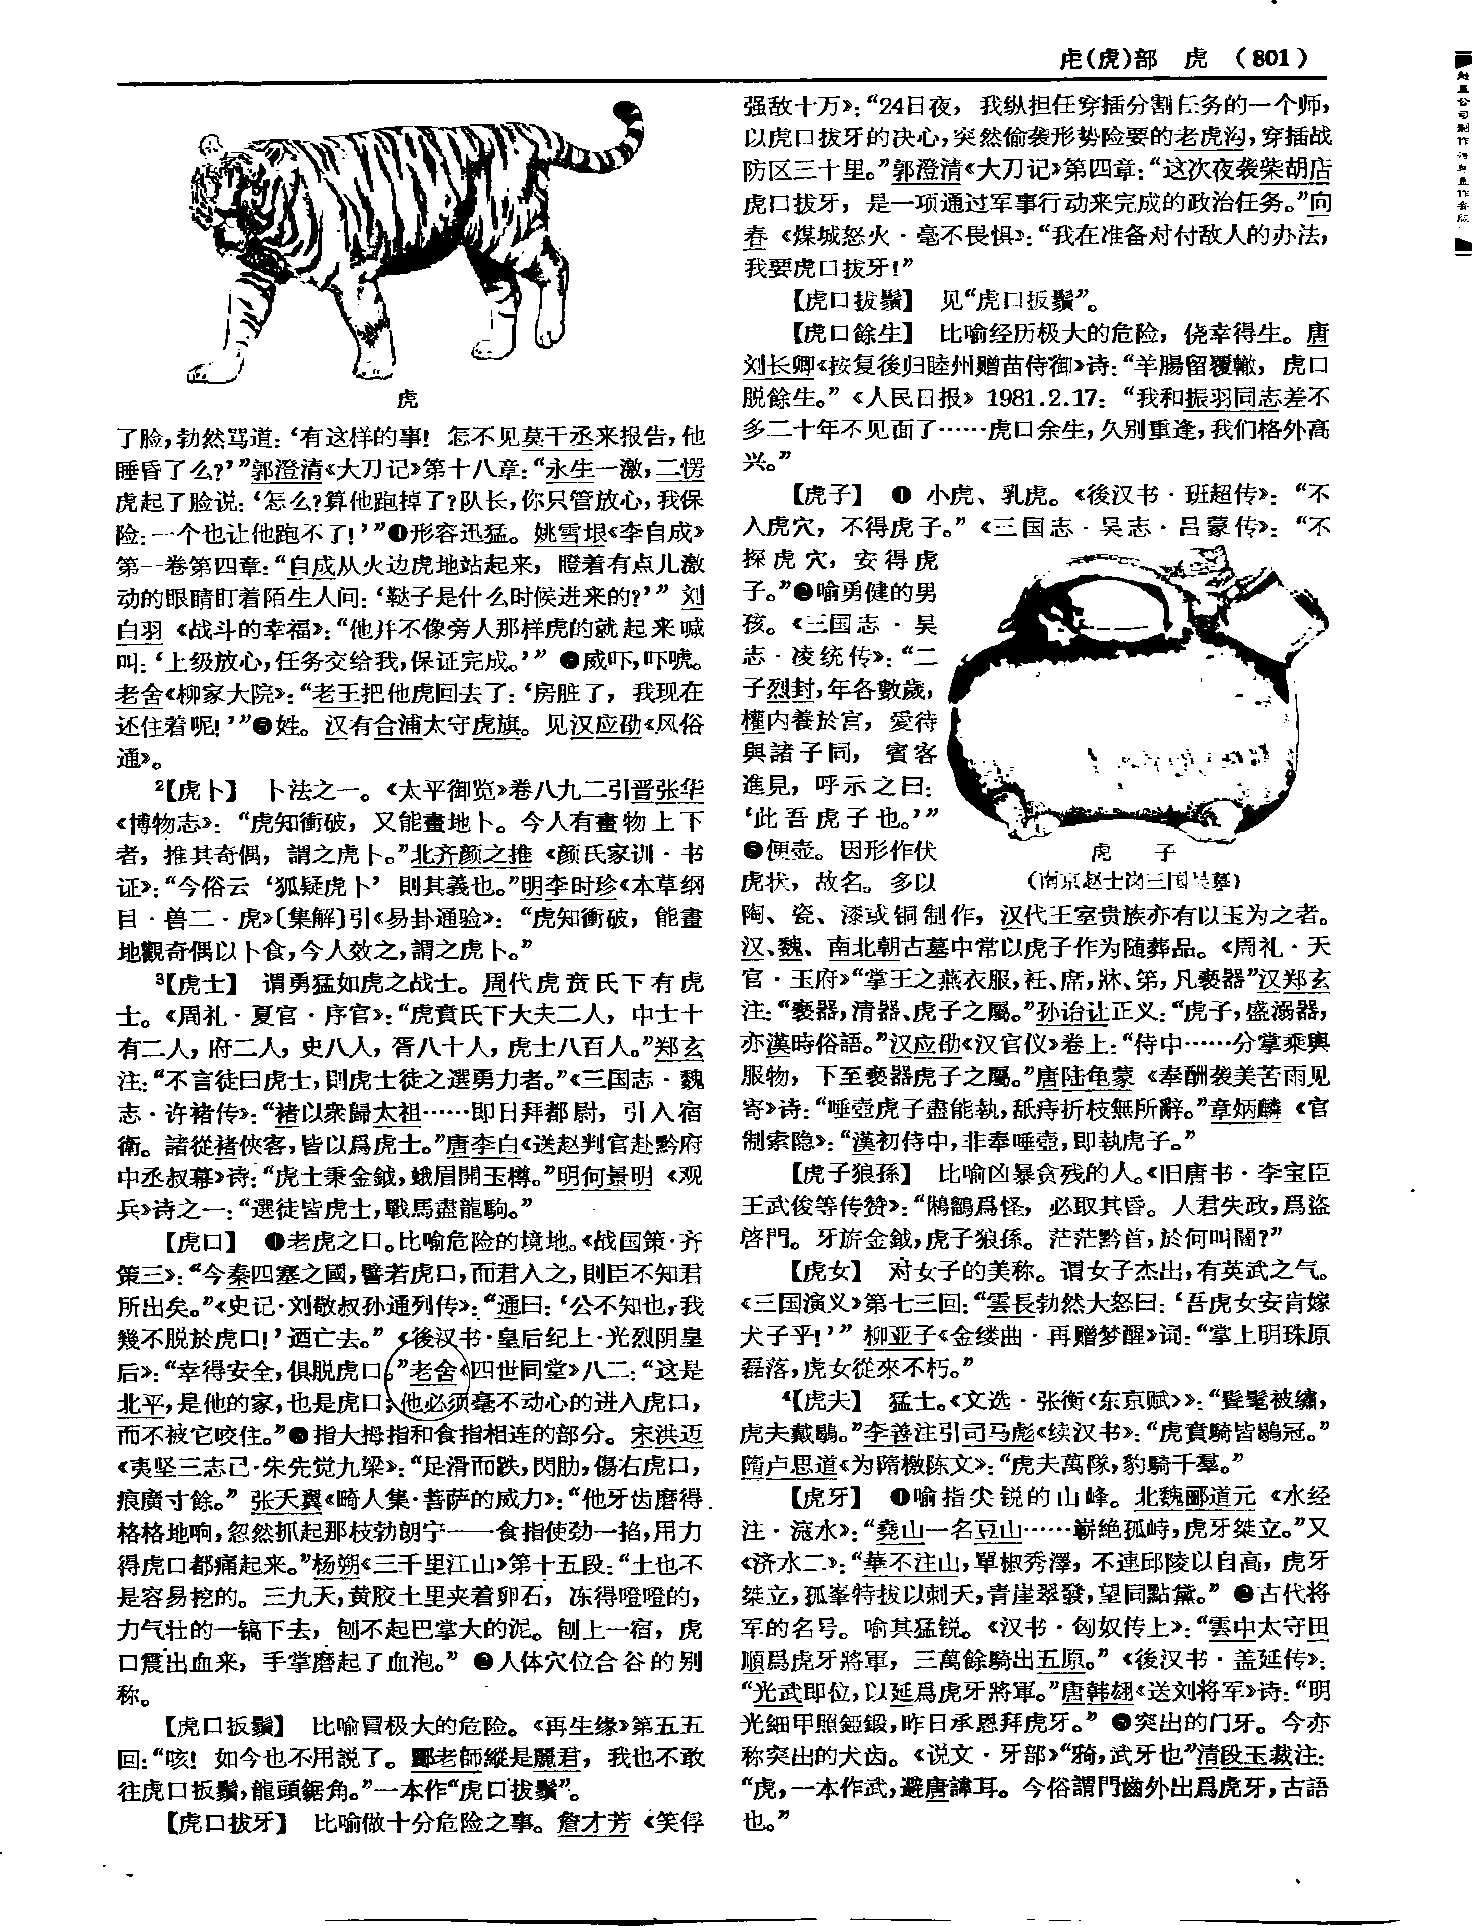 虍(虎)部 虎 (801)
虎
了脸,勃然骂道:‘有这样的事! 怎不见莫干丞来报告,他
睡昏了么?’”郭澄清《大刀记》第十八章:“永生一激,二愣
虎起了脸说:‘怎么?算他跑掉了?队长,你只管放心,我保
险:一个也让他跑不了!’”❹形容迅猛。姚雪垠《李自成》
第一卷第四章:“自成从火边虎地站起来,瞪着有点儿激
动的眼睛盯着陌生人问:‘鞑子是什么时候进来的?’” 刘
白羽《战斗的幸福》:“他并不像旁人那样虎的就起来喊
叫:‘上级放心,任务交给我,保证完成。’” ❺威吓,吓唬。
老舍《柳家大院》:“老王把他虎回去了:‘房脏了,我现在
还住着呢!’”❻姓。汉有合浦太守虎旗。见汉应劭《风俗
通》。
²【虎卜】 卜法之一。《太平御览》卷八九二引晋张华
《博物志》:“虎知衝破,又能畫地卜。今人有畫物上下
者,推其奇偶,謂之虎卜。”北齐颜之推《颜氏家训·书
证》:“今俗云‘狐疑虎卜’則其義也。”明李时珍《本草纲
目·兽二·虎》〔集解〕引《易卦通验》:“虎知衝破,能畫
地觀奇偶以卜食,今人效之,謂之虎卜。”
³【虎士】 谓勇猛如虎之战士。周代虎贲氏下有虎
士。《周礼·夏官·序官》:“虎賁氏下大夫二人,中士十
有二人,府二人,史八人,胥八十人,虎士八百人。”郑玄
注:“不言徒曰虎士,則虎士徒之選勇力者。”《三国志·魏
志·许褚传》:“褚以衆歸太祖……即日拜都尉,引入宿
衛。諸從褚俠客,皆以爲虎士。”唐李白《送赵判官赴黔府
中丞叔幕》诗:“虎士秉金鉞,蛾眉開玉樽。”明何景明《观
兵》诗之一:“選徒皆虎士,戰馬盡龍駒。”
【虎口】 ❶老虎之口。比喻危险的境地。《战国策·齐
策三》:“今秦四塞之國,譬若虎口,而君入之,則臣不知君
所出矣。”《史记·刘敬叔孙通列传》:“通曰:‘公不知也,我
幾不脱於虎口!’迺亡去。”《後汉书·皇后纪上·光烈阴皇
后》:“幸得安全,俱脱虎口。”老舍《四世同堂》八二:“这是
北平,是他的家,也是虎口;他必须毫不动心的进入虎口,
而不被它咬住。”❷指大拇指和食指相连的部分。宋洪迈
《夷坚三志己·朱先觉九梁》:“足滑而跌,閃肋,傷右虎口,
痕廣寸餘。” 张天翼《畸人集·菩萨的威力》:“他牙齿磨得
格格地响,忽然抓起那枝勃朗宁——食指使劲一掐,用力
得虎口都痛起来。”杨朔《三千里江山》第十五段:“土也不
是容易挖的。三九天,黄胶土里夹着卵石,冻得噔噔的,
力气壮的一镐下去,刨不起巴掌大的泥。刨上一宿,虎
口震出血来,手掌磨起了血泡。” ❸人体穴位合谷的别
称。
【虎口扳鬚】 比喻冒极大的危险。《再生缘》第五五
回:“咳! 如今也不用説了。酈老師縱是麗君,我也不敢
往虎口扳鬚,龍頭鋸角。”一本作“虎口拔鬚”。
【虎口拔牙】 比喻做十分危险之事。詹才芳《笑俘
强敌十万》:“24日夜,我纵担任穿插分割任务的一个师,
以虎口拔牙的决心,突然偷袭形势险要的老虎沟,穿插战
防区三十里。”郭澄清《大刀记》第四章:“这次夜袭柴胡店
虎口拔牙,是一项通过军事行动来完成的政治任务。”向
春《煤城怒火·毫不畏惧》:“我在准备对付敌人的办法,
我要虎口拔牙!”
【虎口拔鬚】 见“虎口扳鬚”。
【虎口餘生】 比喻经历极大的危险,侥幸得生。唐
刘长卿《按复後归睦州赠苗侍御》诗:“羊腸留覆轍,虎口
脱餘生。”《人民日报》1981.2.17:“我和振羽同志差不
多二十年不见面了……虎口余生,久别重逢,我们格外高
兴。”
【虎子】 ❶ 小虎、乳虎。《後汉书·班超传》:“不
入虎穴,不得虎子。”《三国志·吴志·吕蒙传》:“不
探虎穴,安得虎
子。”❷喻勇健的男
孩。《三国志·吴
志·凌统传》:“二
子烈封,年各數歲,
權内養於宫,愛待
與諸子同,賓客
進見,呼示之曰:
‘此吾虎子也。’”
❸便壶。因形作伏
虎状,故名。多以
虎 子
(南京赵士岗三国吴墓)
陶、瓷、漆或铜制作,汉代王室贵族亦有以玉为之者。
汉、魏、南北朝古墓中常以虎子作为随葬品。《周礼·天
官·玉府》“掌王之燕衣服,衽、席,牀、笫,凡褻器”汉郑玄
注:“褻器,清器、虎子之屬。”孙诒让正义:“虎子,盛溺器,
亦漢時俗語。”汉应劭《汉官仪》卷上:“侍中……分掌乘輿
服物,下至褻器虎子之屬。”唐陆龟蒙《奉酬袭美苦雨见
寄》诗:“唾壺虎子盡能執,舐痔折枝無所辭。”章炳麟《官
制索隐》:“漢初侍中,非奉唾壺,即執虎子。”
【虎子狼孫】 比喻凶暴贪残的人。《旧唐书·李宝臣
王武俊等传赞》:“鵂鶹爲怪,必取其昏。人君失政,爲盜
啓門。牙旂金鉞,虎子狼孫。茫茫黔首,於何叫閽?”
【虎女】 对女子的美称。谓女子杰出,有英武之气。
《三国演义》第七三回:“雲長勃然大怒曰:‘吾虎女安肯嫁
犬子乎!’” 柳亚子《金缕曲·再赠梦醒》词:“掌上明珠原
磊落,虎女從來不朽。”
⁴【虎夫】 猛士。《文选·张衡〈东京赋〉》:“髶髦被繡,
虎夫戴鶡。”李善注引司马彪《续汉书》:“虎賁騎皆鶡冠。”
隋卢思道《为隋檄陈文》:“虎夫萬隊,豹騎千羣。”
【虎牙】 ❶喻指尖锐的山峰。北魏郦道元《水经
注·滱水》:“堯山一名豆山……嶄絶孤峙,虎牙桀立。”又
《济水二》:“華不注山,單椒秀澤,不連邱陵以自高,虎牙
桀立,孤峯特拔以刺天,青崖翠發,望同點黛。” ❷古代将
军的名号。喻其猛锐。《汉书·匈奴传上》:“雲中太守田
順爲虎牙將軍,三萬餘騎出五原。”《後汉书·盖延传》:
“光武即位,以延爲虎牙將軍。”唐韩翃《送刘将军》诗:“明
光細甲照錏鍛,昨日承恩拜虎牙。” ❸突出的门牙。今亦
称突出的犬齿。《说文·牙部》“䝔,武牙也”清段玉裁注:
“虎,一本作武,避唐諱耳。今俗謂門齒外出爲虎牙,古語
也。”